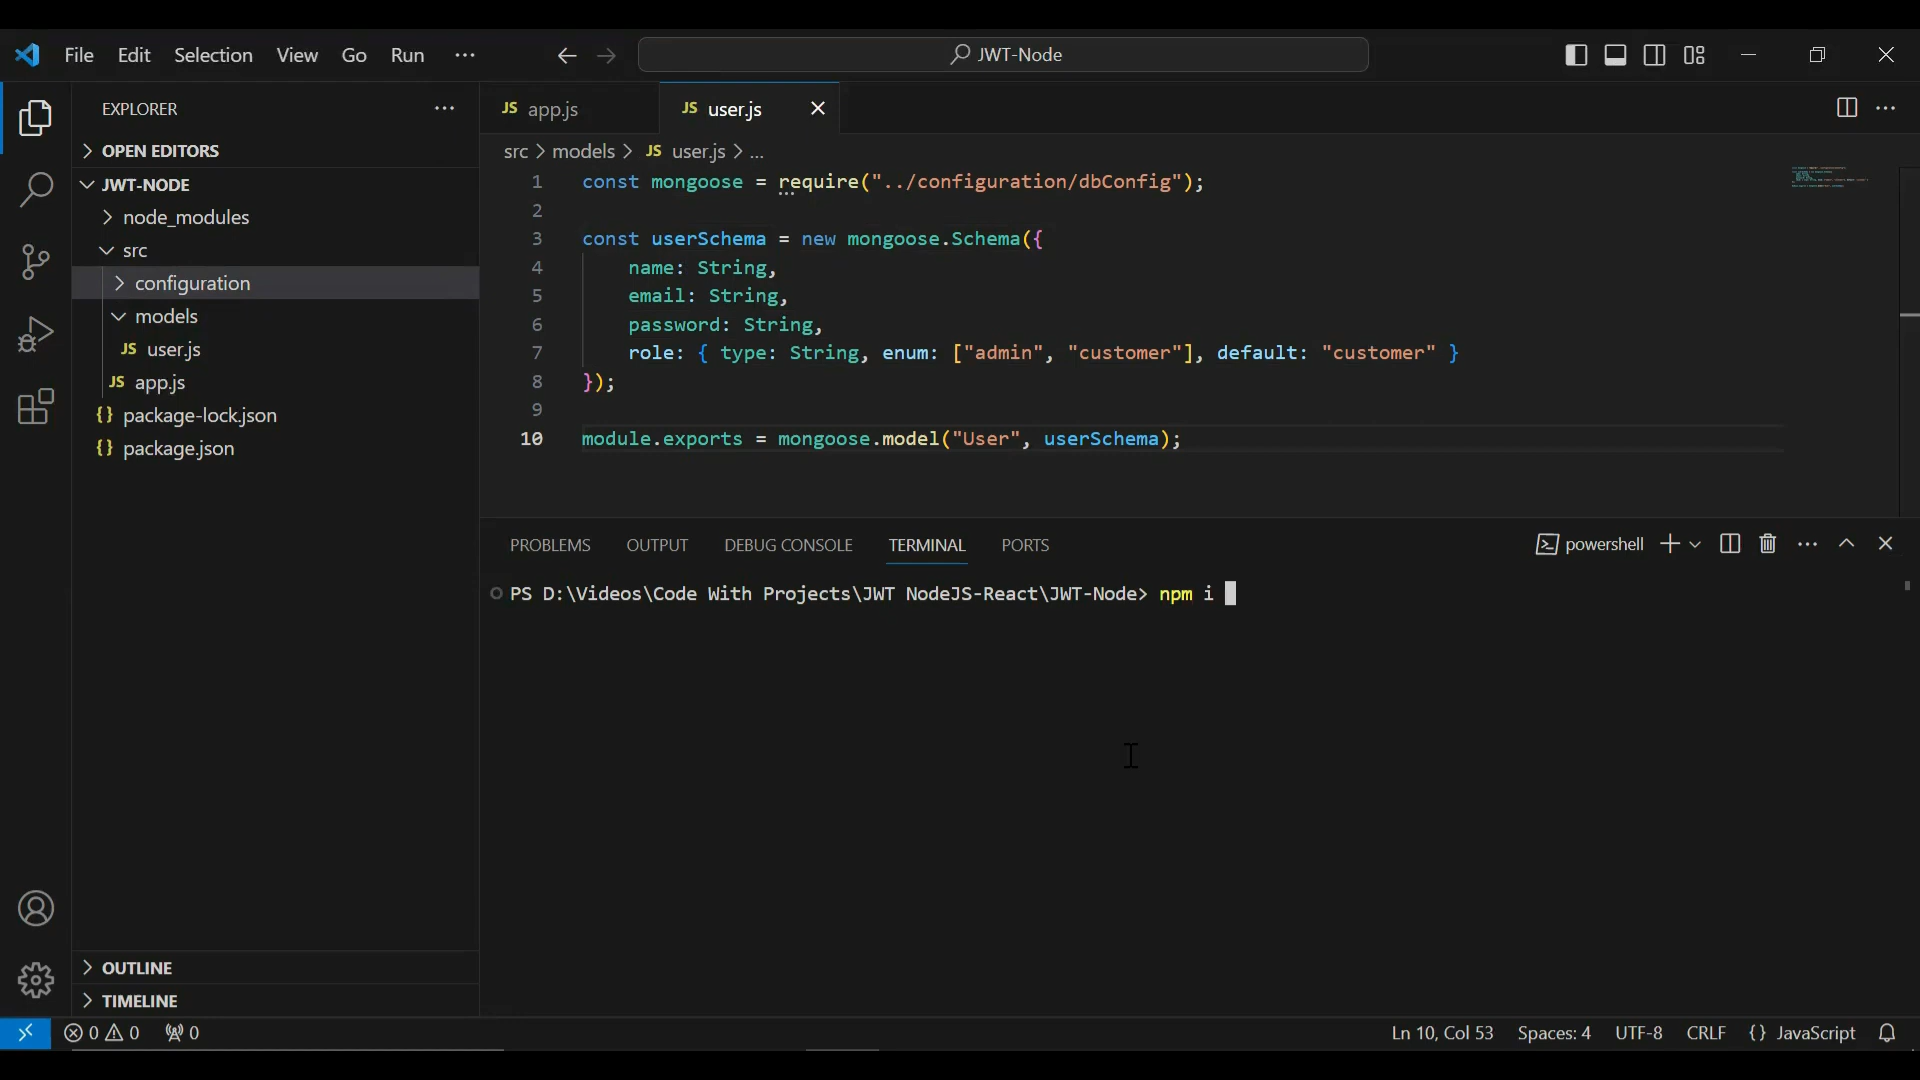 File Edit Selection View Go Run ... JWT-Node
EXPLORER ...
OPEN EDITORS
JWT-NODE
node_modules
src
configuration
models
JS user.js
JS app.js
{} package-lock.json
{} package.json
OUTLINE
TIMELINE
JS app.js
JS user.js
src > models > JS user.js > ...
1 const mongoose = require("../configuration/dbConfig");
2
3 const userSchema = new mongoose.Schema({
4 name: String,
5 email: String,
6 password: String,
7 role: { type: String, enum: ["admin", "customer"], default: "customer" }
8 });
9
10 module.exports = mongoose.model("User", userSchema);
PROBLEMS OUTPUT DEBUG CONSOLE TERMINAL PORTS powershell
PS D:\Videos\Code With Projects\JWT NodeJS-React\JWT-Node> npm i
0 0 0 Ln 10, Col 53 Spaces: 4 UTF-8 CRLF {} JavaScript